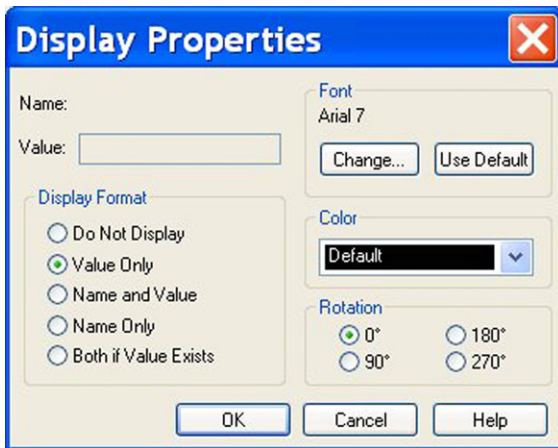 Display Properties
Name:
Value:
Display Format
Do Not Display
Value Only
Name and Value
Name Only
Both if Value Exists
Font
Arial 7
Change... Use Default
Color
Default
Rotation
0° 180°
90° 270°
OK Cancel Help